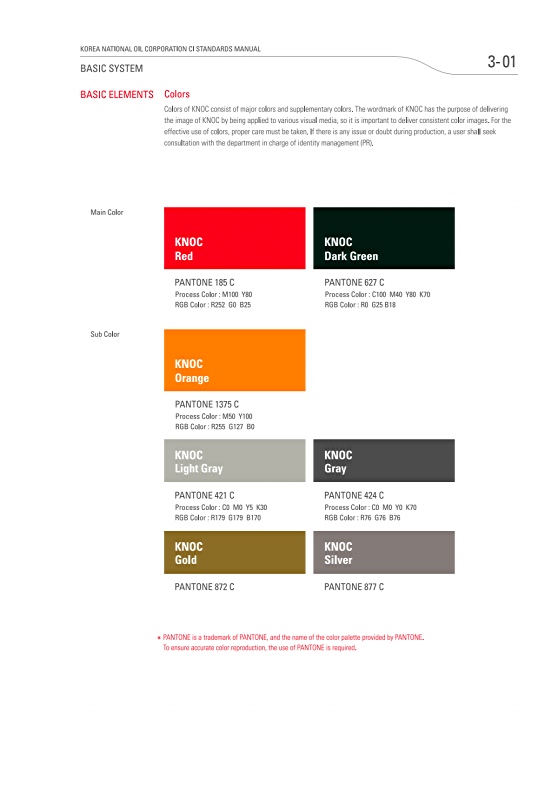 KOREA NATIONAL OIL CORPORATION CI STANDARDS MANUAL
3-01
BASIC SYSTEM
BASIC ELEMENTS Colors
Colors of KNOC consist of major colors and supplementary colors. The wordmark of KNOC has the purpose of delivering
the image of KNOC by being applied to various visual media, so it is important to deliver consistent color images. For the
effective use of colors, proper care must be taken. If there is any issue or doubt during production, a user shall seek
consultation with the department in charge of identity management (PR).
Main Color
KNOC
Red
KNOC
Dark Green
PANTONE 185 C
Process Color : M100 Y80
RGB Color : R252 G0 B25
PANTONE 627 C
Process Color : C100 M40 Y80 K70
RGB Color : R0 G25 B18
Sub Color
KNOC
Orange
PANTONE 1375 C
Process Color : M50 Y100
RGB Color : R255 G127 B0
KNOC
Light Gray
KNOC
Gray
PANTONE 421 C
Process Color : C0 M0 Y5 K30
RGB Color : R179 G179 B170
PANTONE 424 C
Process Color : C0 M0 Y0 K70
RGB Color : R76 G76 B76
KNOC
Gold
KNOC
Silver
PANTONE 872 C
PANTONE 877 C
* PANTONE is a trademark of PANTONE, and the name of the color palette provided by PANTONE.
To ensure accurate color reproduction, the use of PANTONE is required.